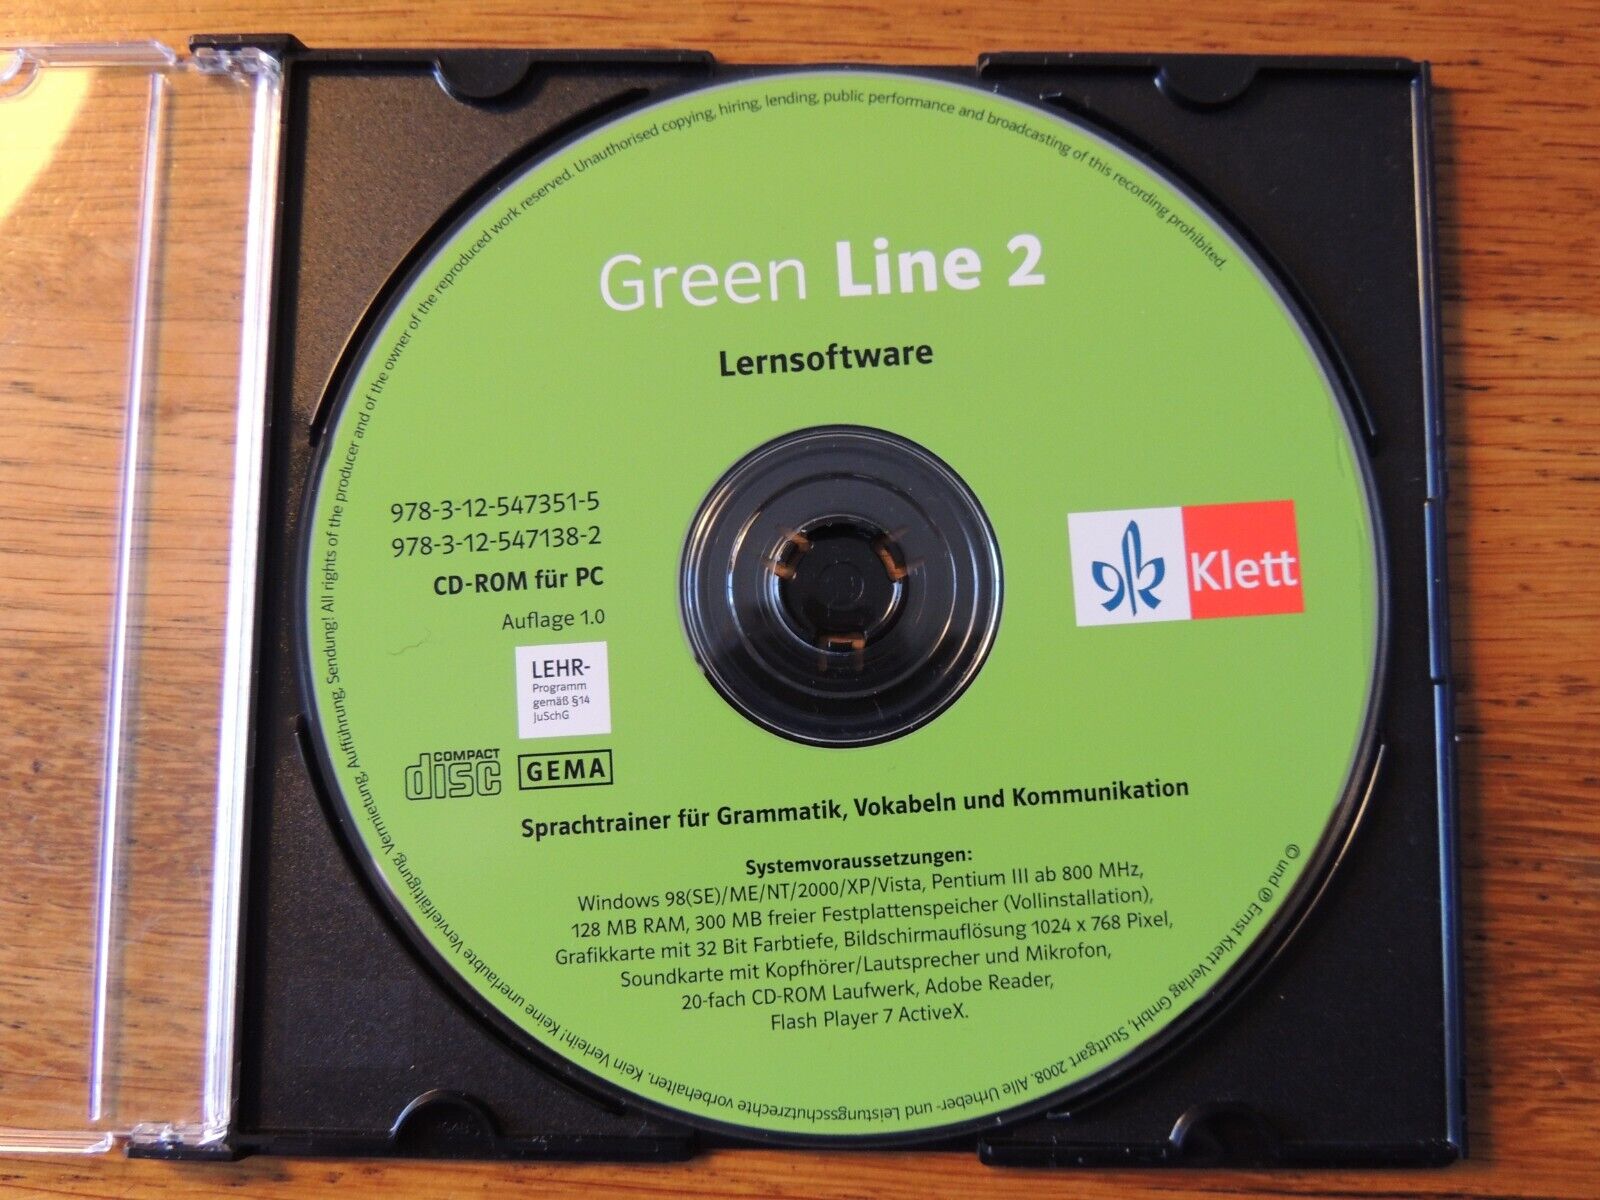 Green Line 2
Lernsoftware
978-3-12-547351-5
978-3-12-547138-2
CD-ROM für PC
Auflage 1.0
LEHR-
Programm
gemäß §14
JuSchG
COMPACT
disc
GEMA
Klett
Sprachtrainer für Grammatik, Vokabeln und Kommunikation
Systemvoraussetzungen:
Windows 98(SE)/ME/NT/2000/XP/Vista, Pentium III ab 800 MHz,
128 MB RAM, 300 MB freier Festplattenspeicher (Vollinstallation),
Grafikkarte mit 32 Bit Farbtiefe, Bildschirmauflösung 1024 x 768 Pixel,
Soundkarte mit Kopfhörer/Lautsprecher und Mikrofon,
20-fach CD-ROM Laufwerk, Adobe Reader,
Flash Player 7 ActiveX.
© und ℗ Ernst Klett Verlag GmbH, Stuttgart 2008. Alle Urheber- und Leistungsschutzrechte vorbehalten. Kein Verleih! Keine unerlaubte Vervielfältigung, Vermietung, Aufführung, Sendung! All rights of the producer and of the owner of the reproduced work reserved. Unauthorised copying, hiring, lending, public performance and broadcasting of this recording prohibited.